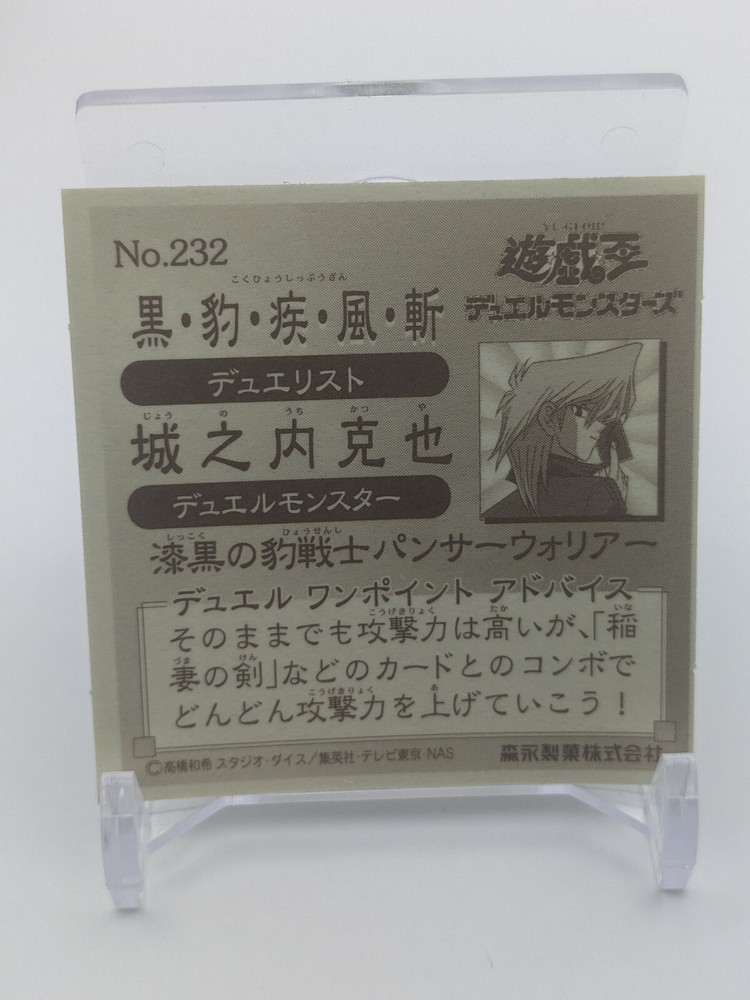 No.232
YU-GI-OH!
遊戯王
デュエルモンスターズ
こくひょうしっぷうざん
黒・豹・疾・風・斬
デュエリスト
じょう の うち かつ や
城之内克也
デュエルモンスター
しっこく ひょうせんし
漆黒の豹戦士パンサーウォリアー
デュエル ワンポイント アドバイス
こうげきりょく たか いな
そのままでも攻撃力は高いが、「稲
づま けん
妻の剣」などのカードとのコンボで
こうげきりょく あ
どんどん攻撃力を上げていこう！
©高橋和希 スタジオ・ダイス／集英社・テレビ東京・NAS
森永製菓株式会社